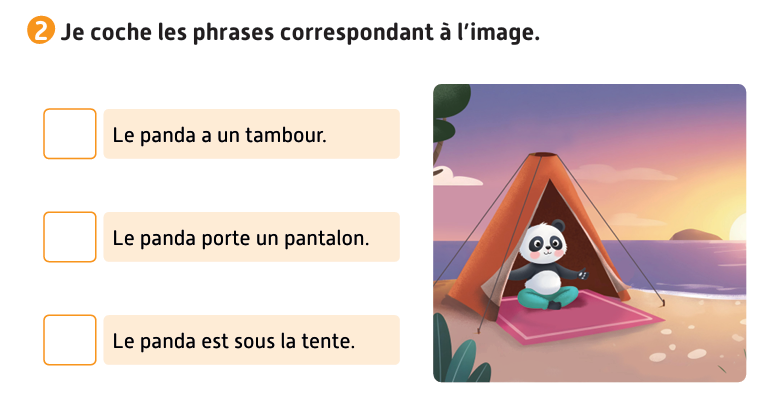 2 Je coche les phrases correspondant à l’image.
Le panda a un tambour.
Le panda porte un pantalon.
Le panda est sous la tente.